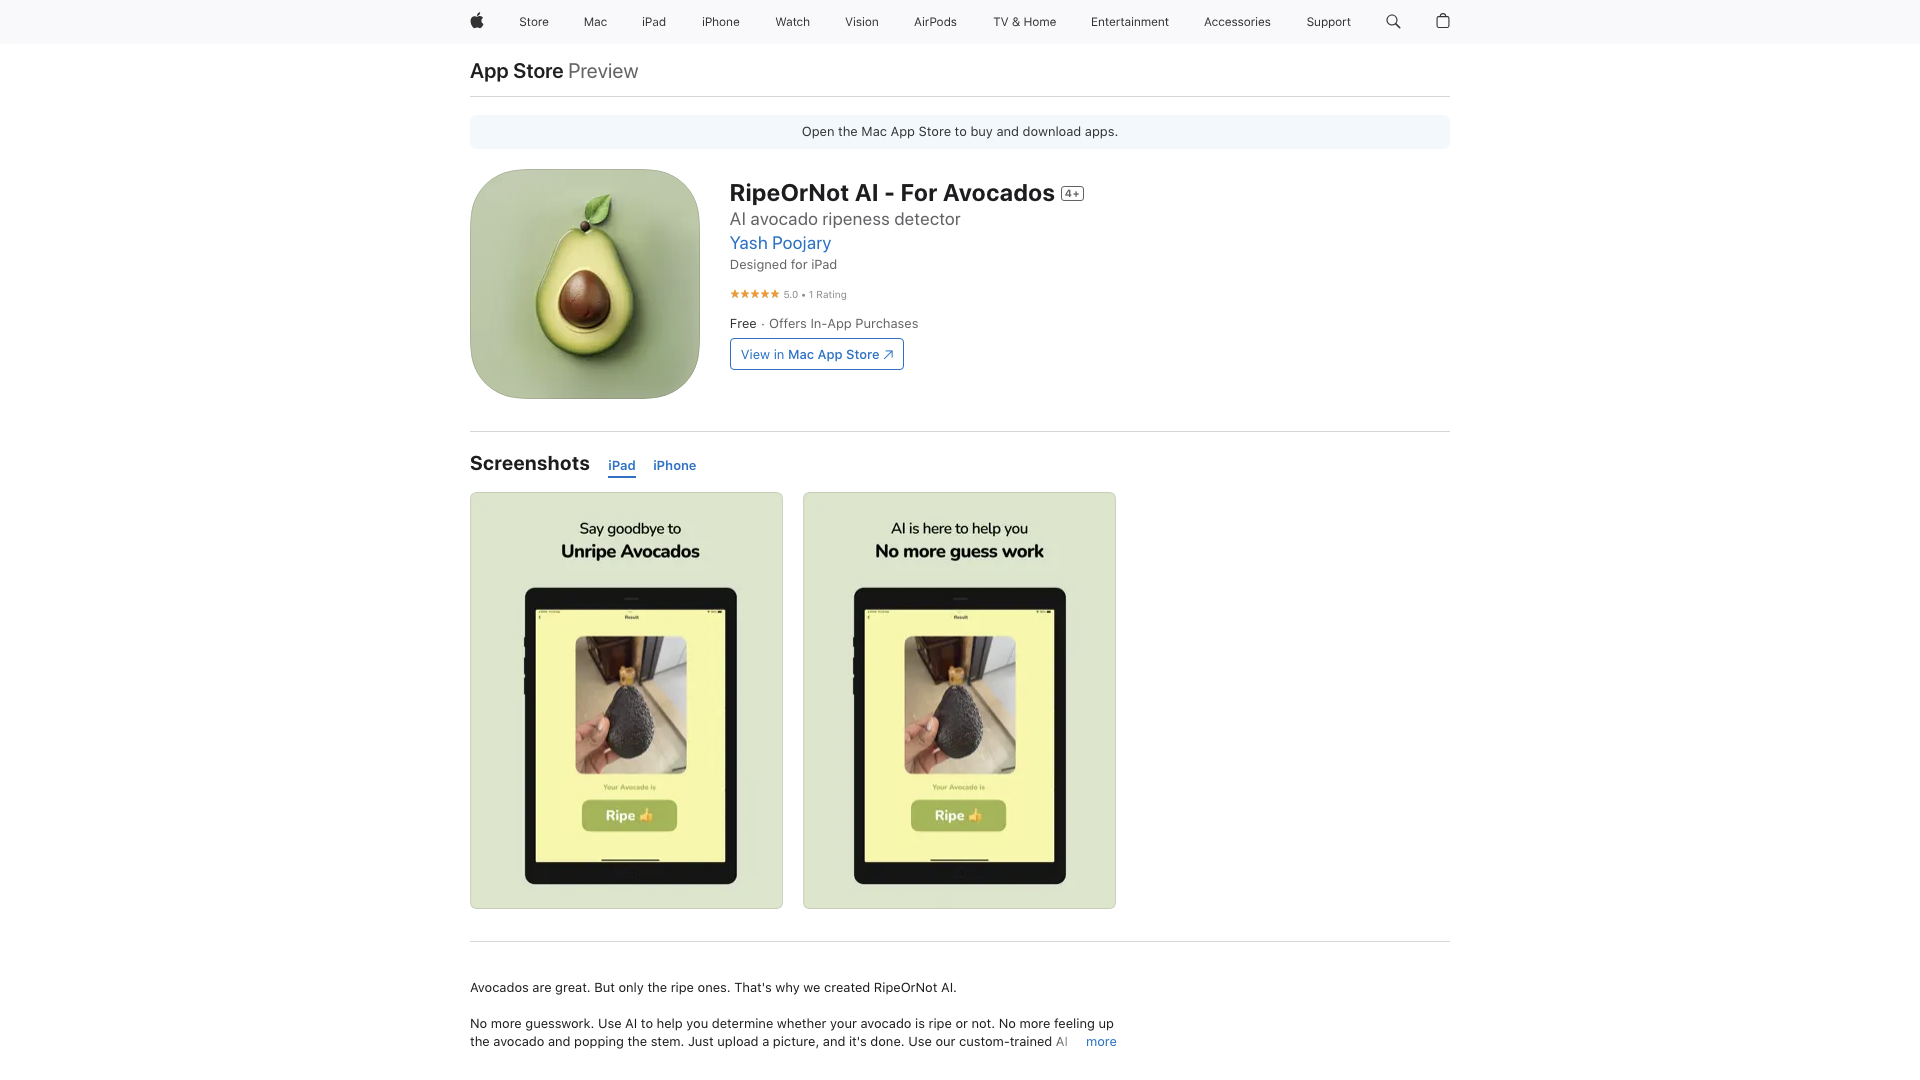 Store
Mac
iPad
iPhone
Watch
Vision
AirPods
TV & Home
Entertainment
Accessories
Support
App Store Preview
Open the Mac App Store to buy and download apps.
RipeOrNot AI - For Avocados 4+
AI avocado ripeness detector
Yash Poojary
Designed for iPad
★★★★★ 5.0 • 1 Rating
Free · Offers In-App Purchases
View in Mac App Store
Screenshots
iPad
iPhone
Say goodbye to
Unripe Avocados
Result
Your Avocado is
Ripe 👍
AI is here to help you
No more guess work
Result
Your Avocado is
Ripe 👍
Avocados are great. But only the ripe ones. That's why we created RipeOrNot AI.
No more guesswork. Use AI to help you determine whether your avocado is ripe or not. No more feeling up
the avocado and popping the stem. Just upload a picture, and it's done. Use our custom-trained AI more